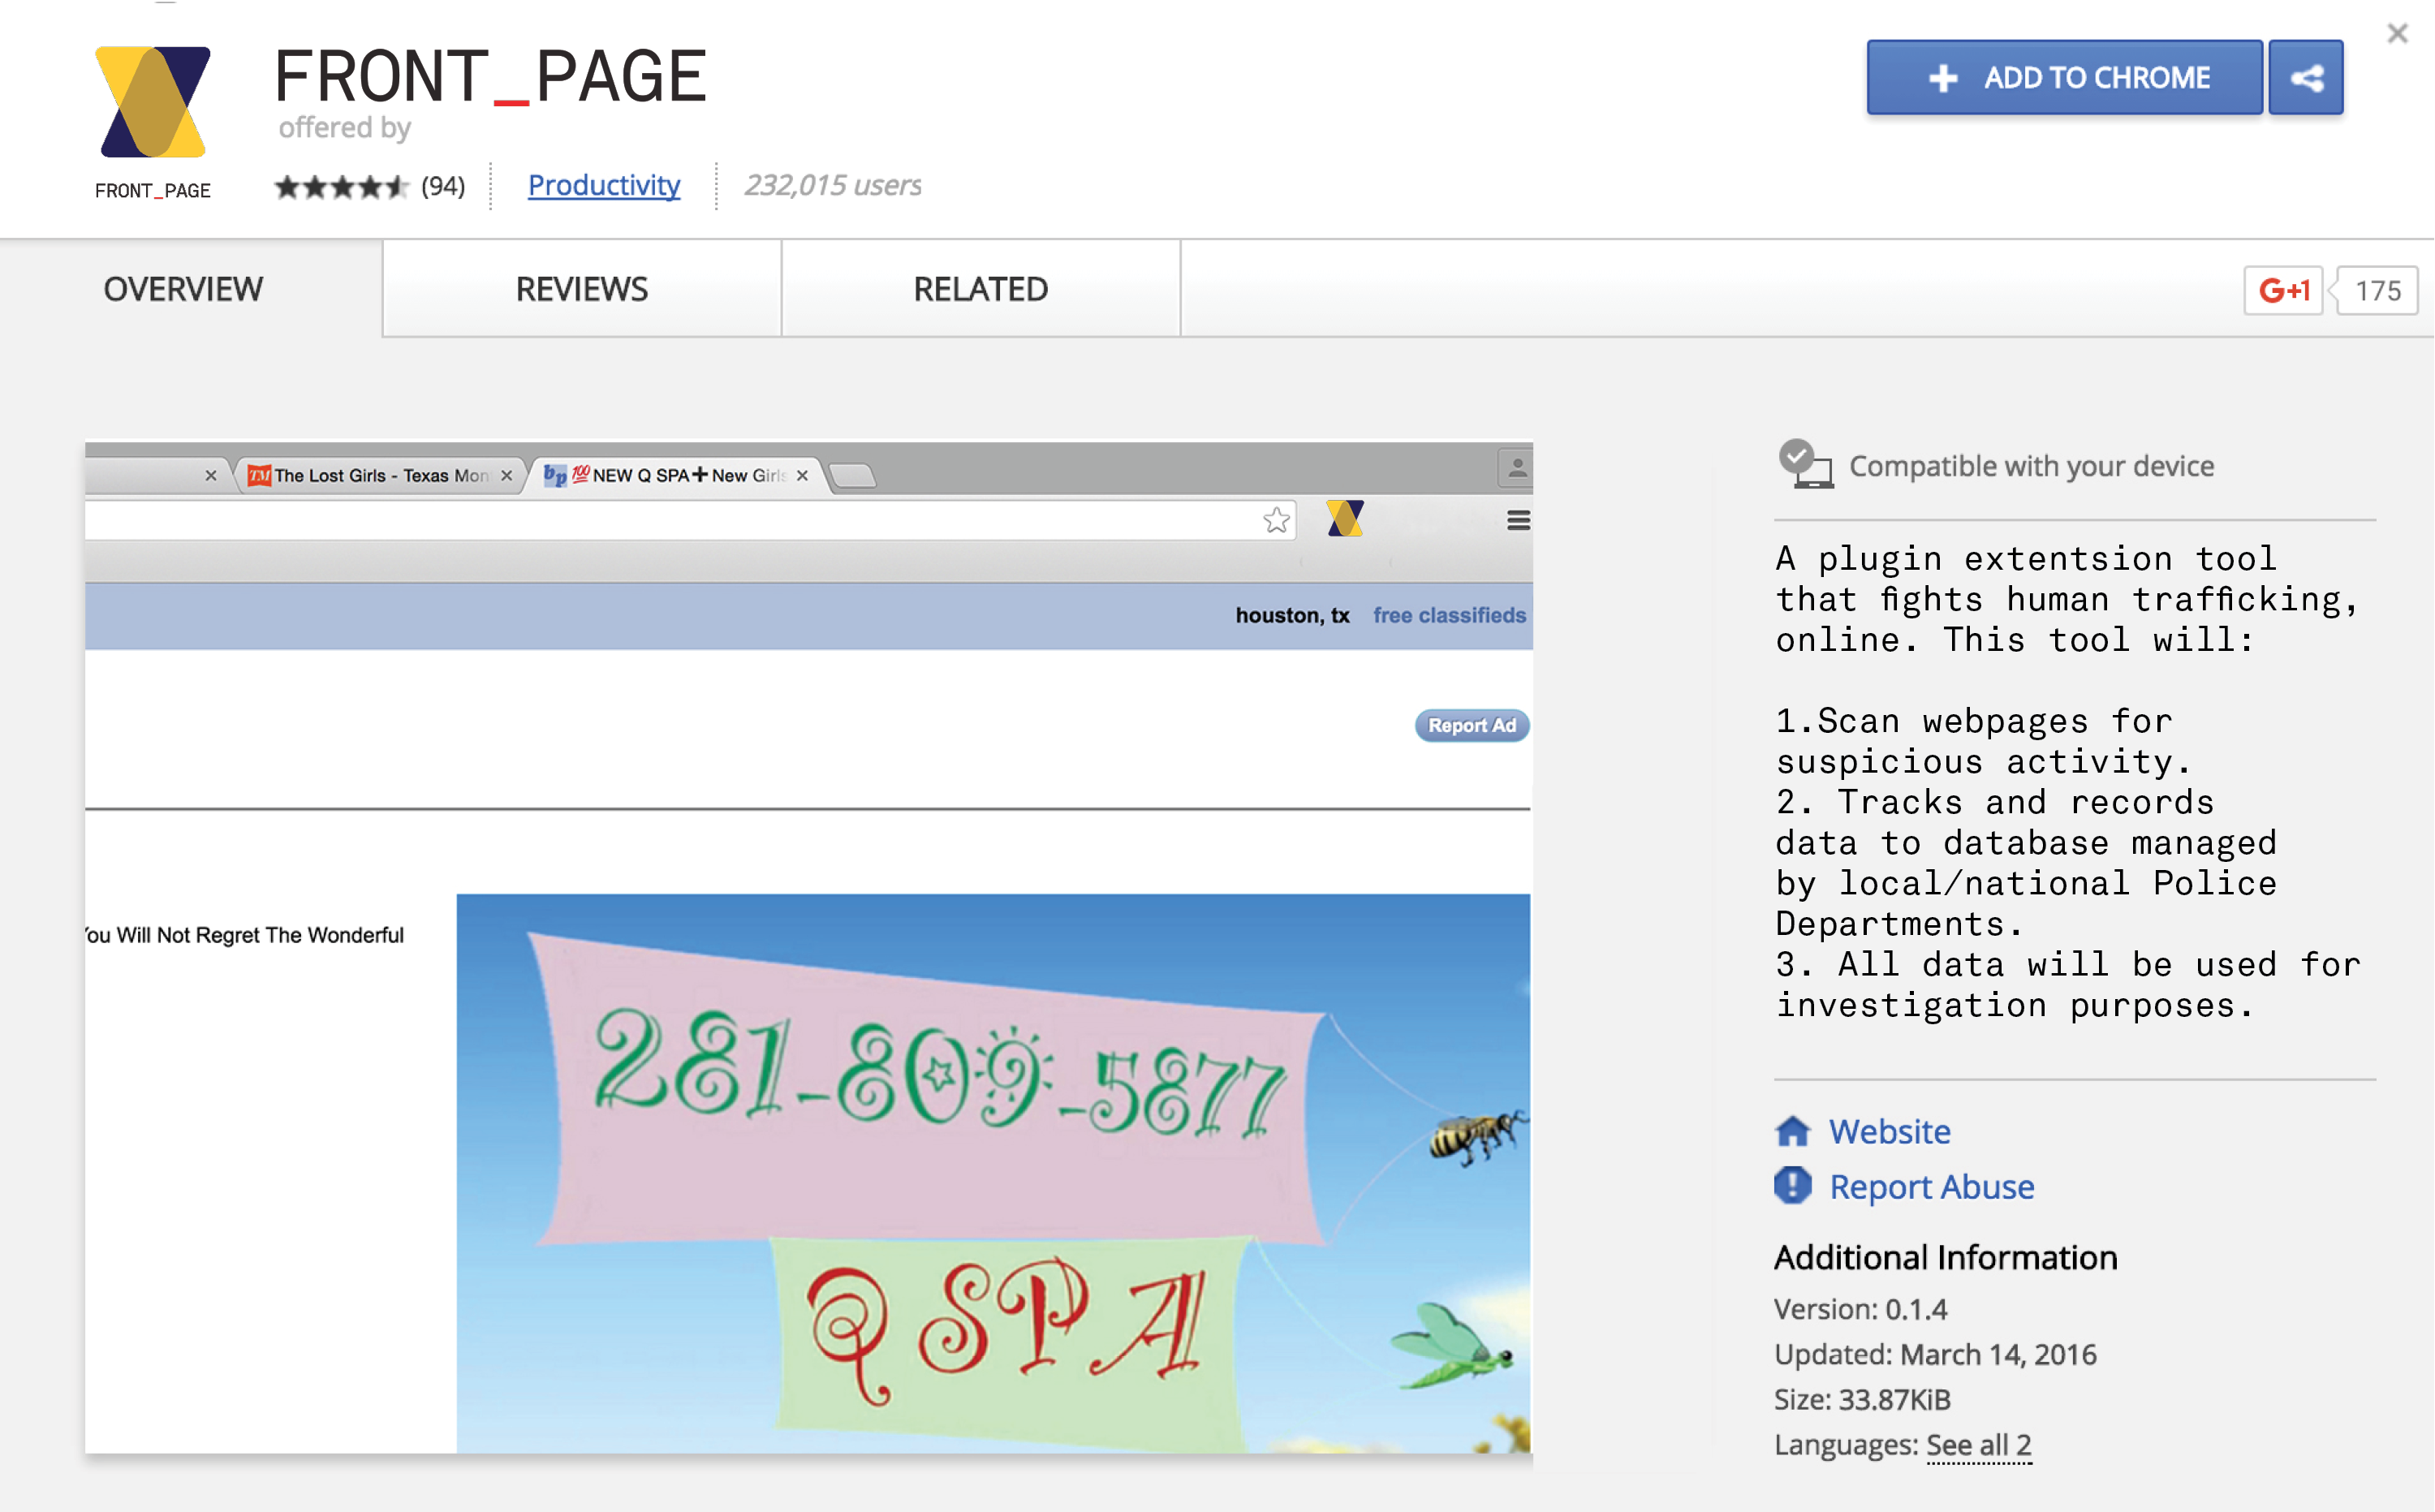 FRONT_PAGE
offered by
FRONT_PAGE
(94)
Productivity
232,015 users
ADD TO CHROME
OVERVIEW
REVIEWS
RELATED
G+1
175
The Lost Girls - Texas Mon
bp 💯NEW Q SPA➕New Girls
houston, tx free classifieds
Report Ad
You Will Not Regret The Wonderful
281-809-5877
Q SPA
Compatible with your device
A plugin extentsion tool
that fights human trafficking,
online. This tool will:
1.Scan webpages for
suspicious activity.
2. Tracks and records
data to database managed
by local/national Police
Departments.
3. All data will be used for
investigation purposes.
Website
Report Abuse
Additional Information
Version: 0.1.4
Updated: March 14, 2016
Size: 33.87KiB
Languages: See all 2